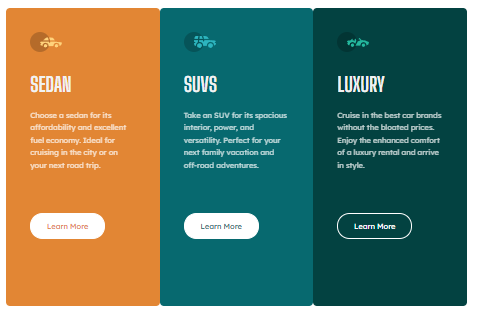 SEDAN
Choose a sedan for its
affordability and excellent
fuel economy. Ideal for
cruising in the city or on
your next road trip.
Learn More
SUVS
Take an SUV for its spacious
interior, power, and
versatility. Perfect for your
next family vacation and
off-road adventures.
Learn More
LUXURY
Cruise in the best car brands
without the bloated prices.
Enjoy the enhanced comfort
of a luxury rental and arrive
in style.
Learn More